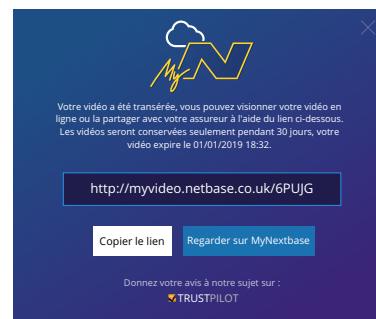 MyN
Votre vidéo a été transérée, vous pouvez visionner votre vidéo en
ligne ou la partager avec votre assureur à l'aide du lien ci-dessous.
Les vidéos seront conservées seulement pendant 30 jours, votre
vidéo expire le 01/01/2019 18:32.
http://myvideo.netbase.co.uk/6PUJG
Copier le lien Regarder sur MyNextbase
Donnez votre avis à notre sujet sur :
TRUSTPILOT